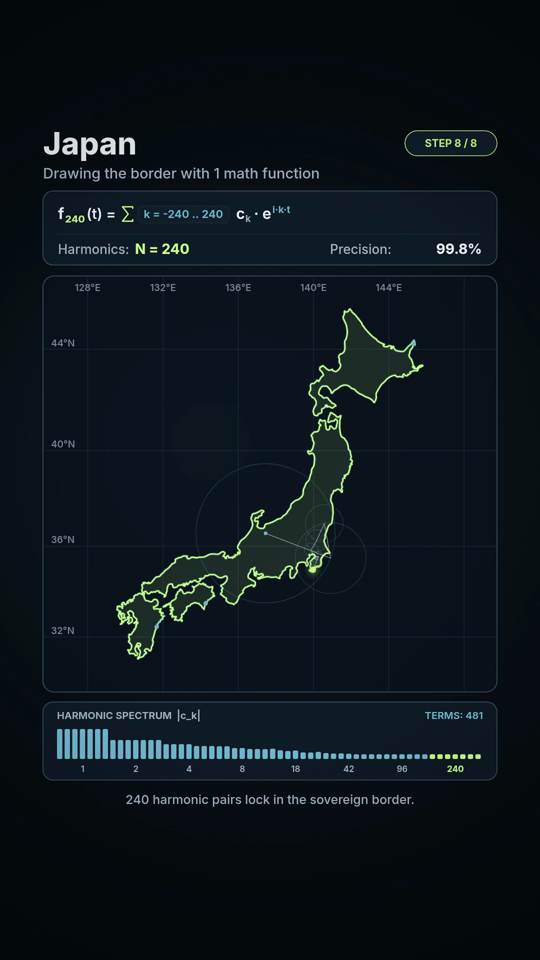 Japan
STEP 8 / 8
Drawing the border with 1 math function
f₂₄₀(t) = ∑ k = -240 .. 240 cₖ · e^i·k·t
Harmonics: N = 240 Precision: 99.8%
128°E 132°E 136°E 140°E 144°E
44°N
40°N
36°N
32°N
HARMONIC SPECTRUM |c_k| TERMS: 481
1 2 4 8 18 42 96 240
240 harmonic pairs lock in the sovereign border.